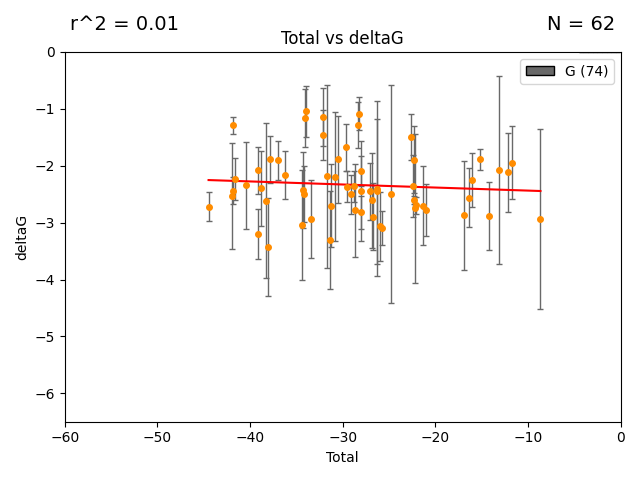 r^2 = 0.01 N = 62
Total vs deltaG
G (74)
deltaG
0
−1
−2
−3
−4
−5
−6
−60 −50 −40 −30 −20 −10 0
Total